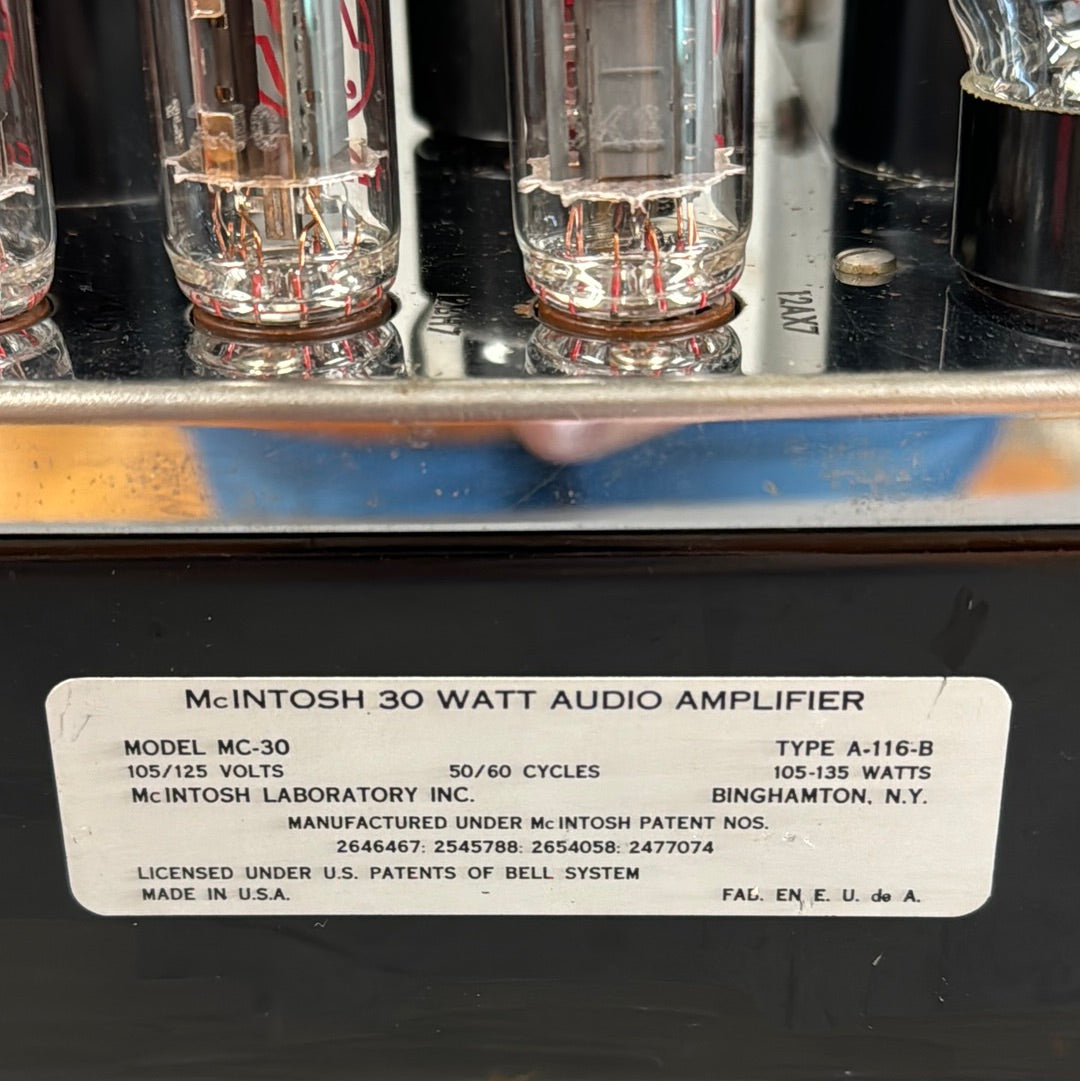 12BH7
12AX7
McINTOSH 30 WATT AUDIO AMPLIFIER
MODEL MC-30 TYPE A-116-B
105/125 VOLTS 50/60 CYCLES 105-135 WATTS
McINTOSH LABORATORY INC. BINGHAMTON, N.Y.
MANUFACTURED UNDER McINTOSH PATENT NOS.
2646467: 2545788: 2654058: 2477074
LICENSED UNDER U.S. PATENTS OF BELL SYSTEM
MADE IN U.S.A. FAB. EN E. U. de A.